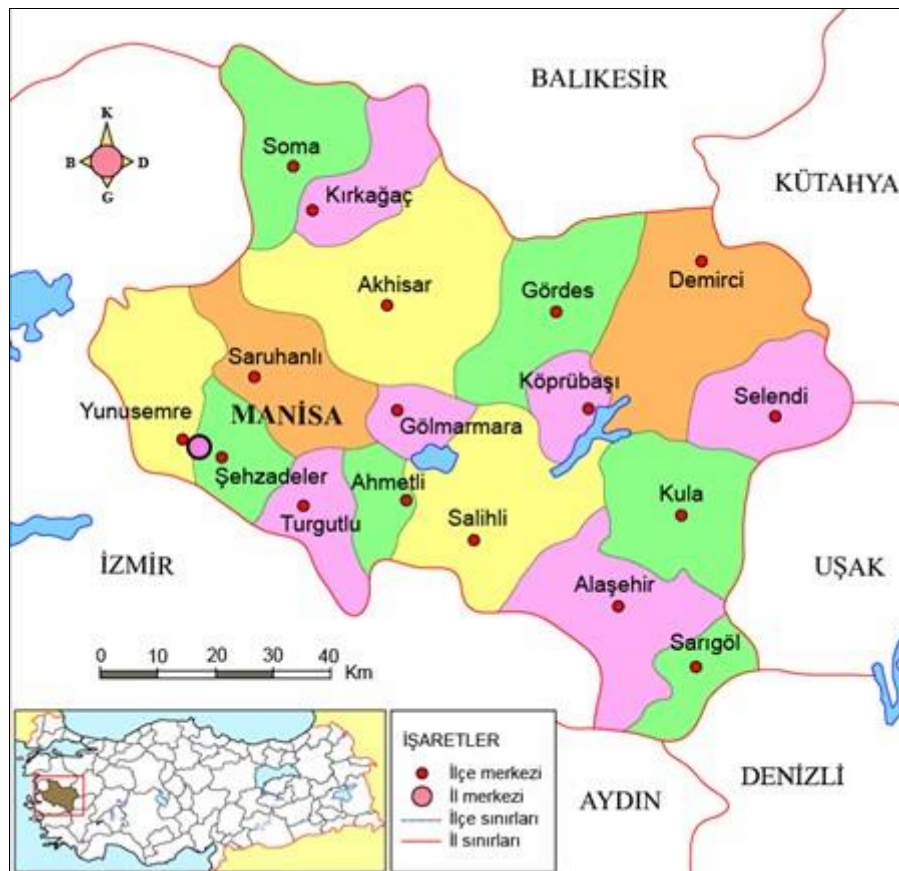 BALIKESİR
K
B D
G
Soma
KÜTAHYA
Kırkağaç
Demirci
Akhisar
Gördes
Saruhanlı
Köprübaşı
Selendi
Yunusemre
MANİSA
Gölmarmara
Şehzadeler
Ahmetli
Kula
Turgutlu
Salihli
İZMİR
UŞAK
Alaşehir
Sarıgöl
0 10 20 30 40
Km
İŞARETLER
İlçe merkezi
İl merkezi
İlçe sınırları
İl sınırları
DENİZLİ
AYDIN